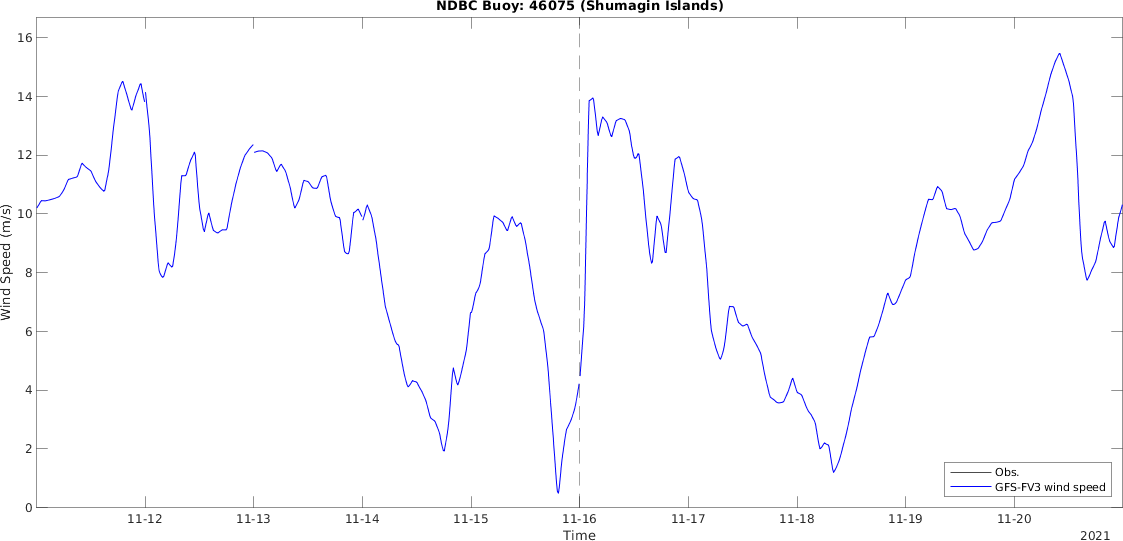 NDBC Buoy: 46075 (Shumagin Islands)
16
14
12
10
8
6
4
2
0
Wind Speed (m/s)
11-12 11-13 11-14 11-15 11-16 11-17 11-18 11-19 11-20
Time
2021
Obs.
GFS-FV3 wind speed